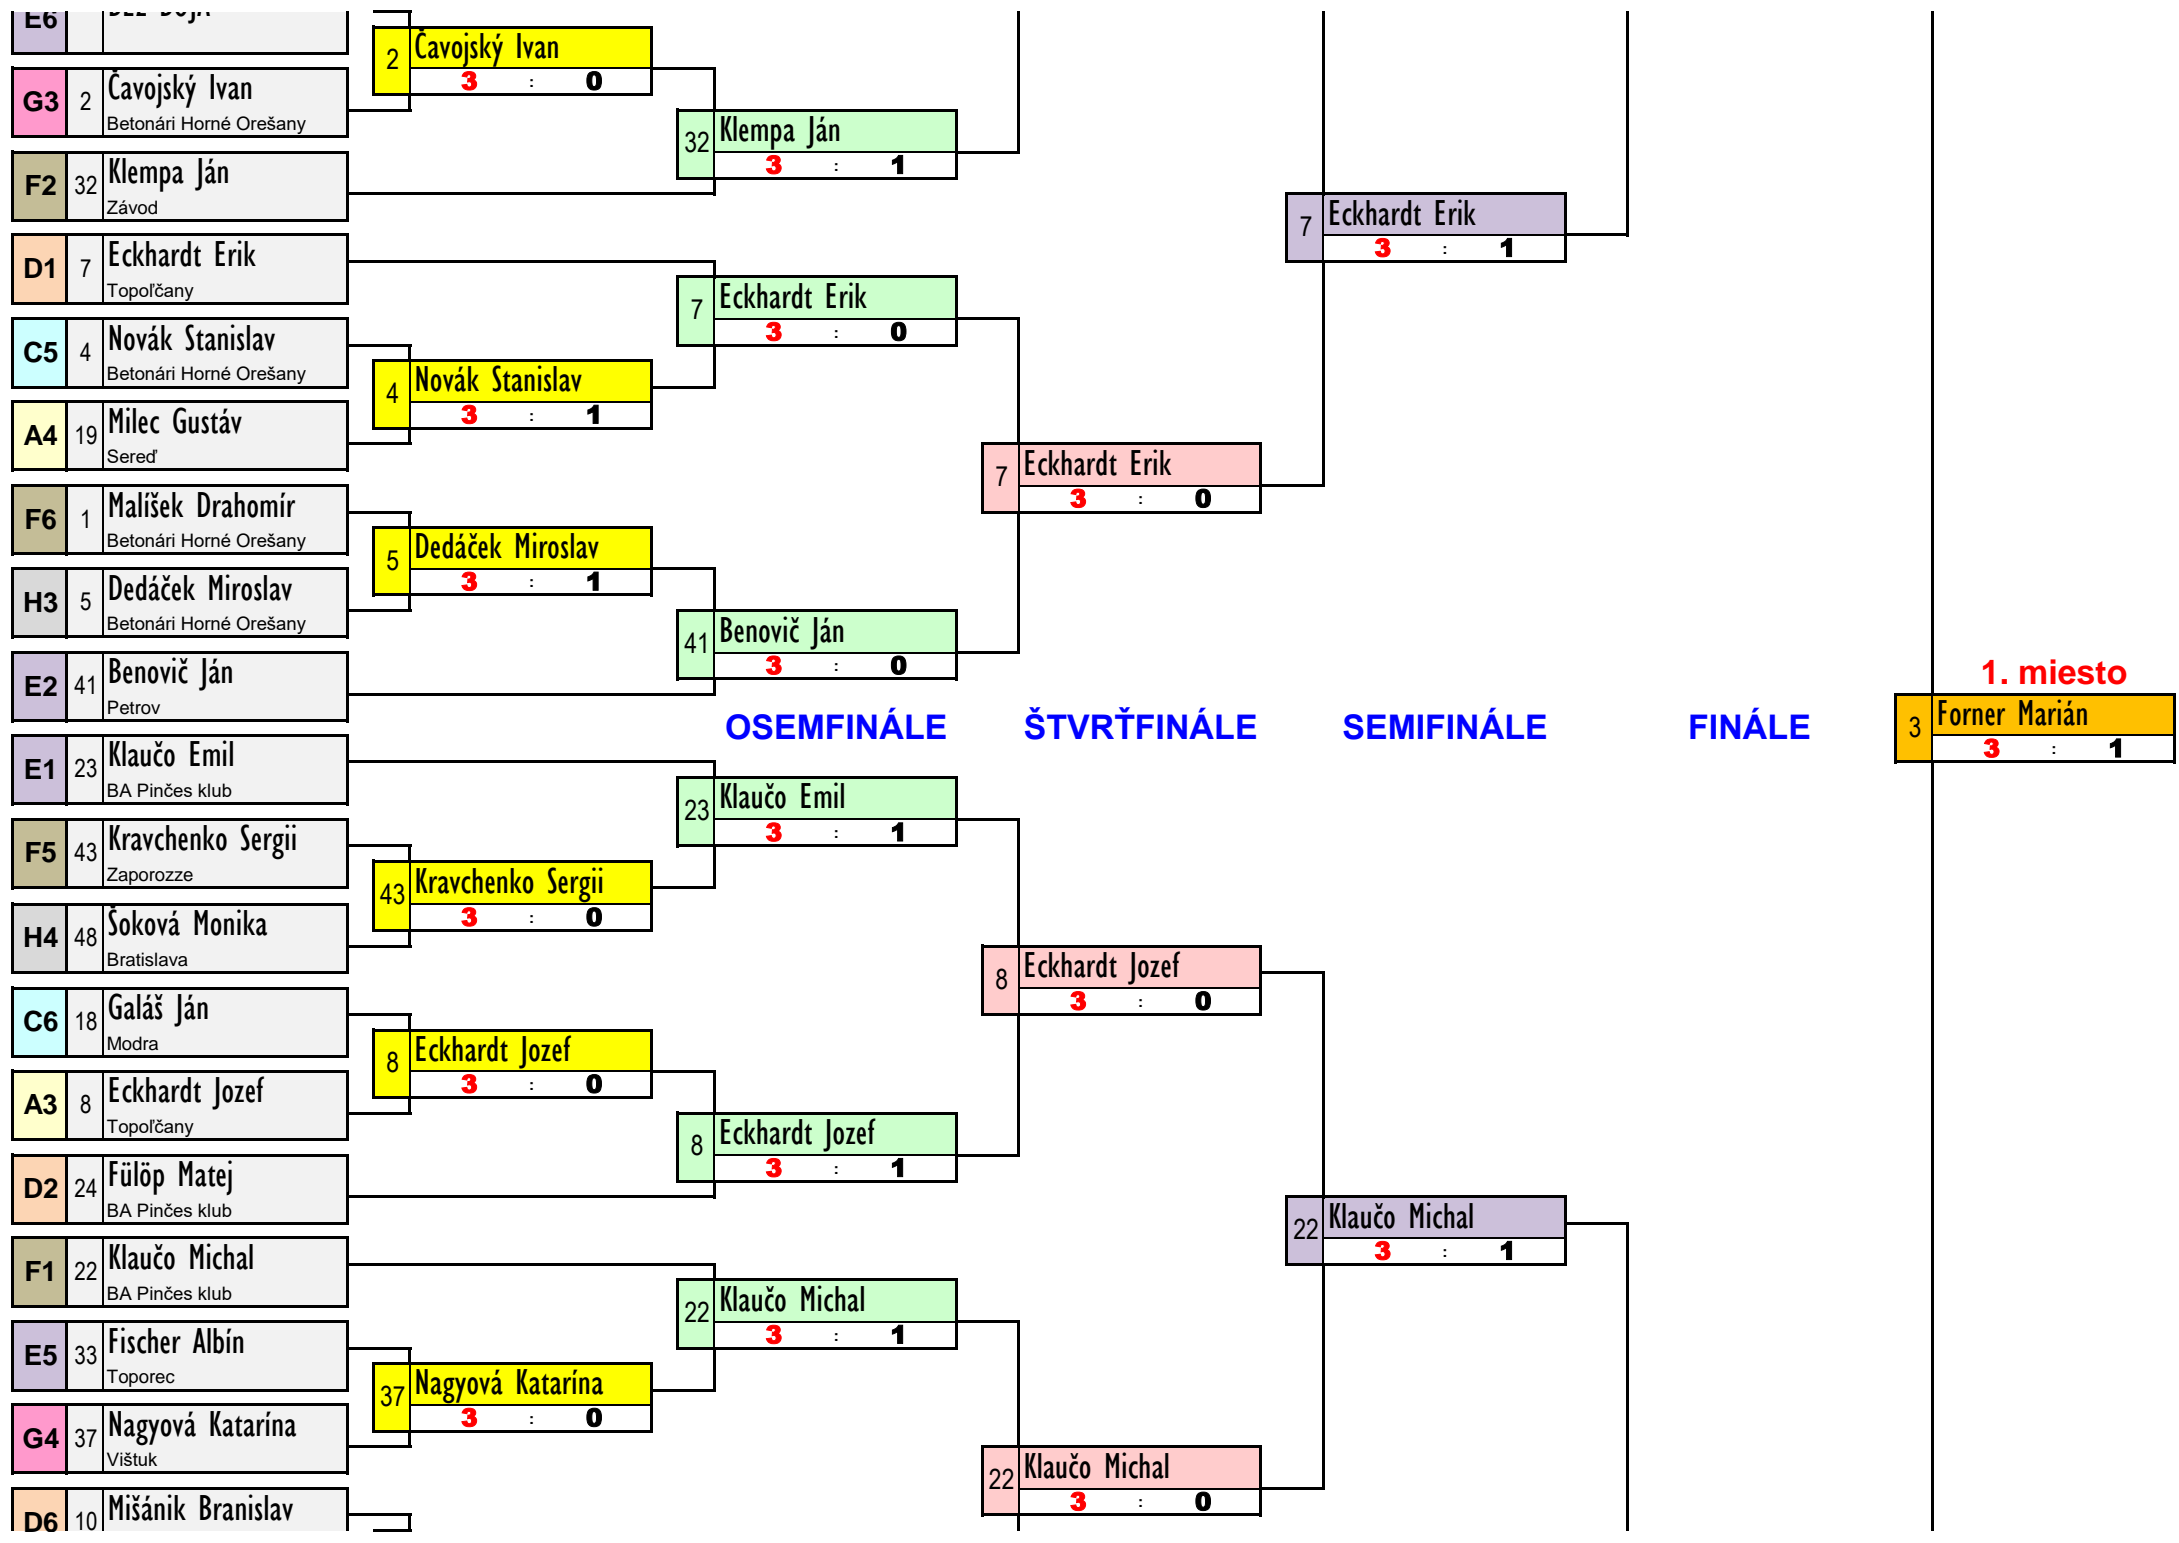 E6
G3 2 Čavojský Ivan
Betonári Horné Orešany
F2 32 Klempa Ján
Závod
D1 7 Eckhardt Erik
Topoľčany
C5 4 Novák Stanislav
Betonári Horné Orešany
A4 19 Milec Gustáv
Sereď
F6 1 Malíšek Drahomír
Betonári Horné Orešany
H3 5 Dedáček Miroslav
Betonári Horné Orešany
E2 41 Benovič Ján
Petrov
E1 23 Klaučo Emil
BA Pinčes klub
F5 43 Kravchenko Sergii
Zaporozze
H4 48 Šoková Monika
Bratislava
C6 18 Galáš Ján
Modra
A3 8 Eckhardt Jozef
Topoľčany
D2 24 Fülöp Matej
BA Pinčes klub
F1 22 Klaučo Michal
BA Pinčes klub
E5 33 Fischer Albín
Toporec
G4 37 Nagyová Katarína
Vištuk
D6 10 Mišánik Branislav
2 Čavojský Ivan
3 : 0
4 Novák Stanislav
3 : 1
5 Dedáček Miroslav
3 : 1
43 Kravchenko Sergii
3 : 0
8 Eckhardt Jozef
3 : 0
37 Nagyová Katarína
3 : 0
32 Klempa Ján
3 : 1
7 Eckhardt Erik
3 : 0
41 Benovič Ján
3 : 0
OSEMFINÁLE ŠTVRŤFINÁLE SEMIFINÁLE FINÁLE
23 Klaučo Emil
3 : 1
8 Eckhardt Jozef
3 : 1
22 Klaučo Michal
3 : 1
7 Eckhardt Erik
3 : 0
8 Eckhardt Jozef
3 : 0
22 Klaučo Michal
3 : 0
7 Eckhardt Erik
3 : 1
22 Klaučo Michal
3 : 1
1. miesto
3 Forner Marián
3 : 1